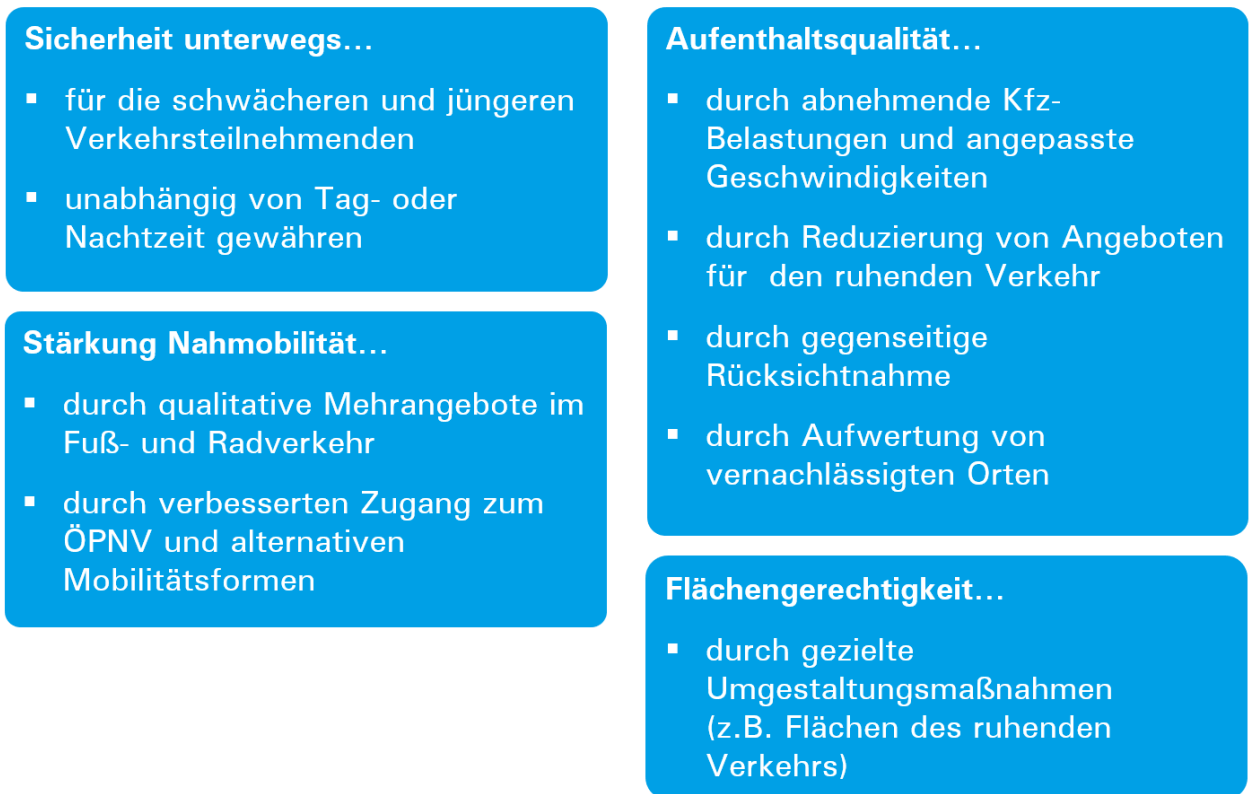 Sicherheit unterwegs...
▪ für die schwächeren und jüngeren
Verkehrsteilnehmenden
▪ unabhängig von Tag- oder
Nachtzeit gewähren
Stärkung Nahmobilität...
▪ durch qualitative Mehrangebote im
Fuß- und Radverkehr
▪ durch verbesserten Zugang zum
ÖPNV und alternativen
Mobilitätsformen
Aufenthaltsqualität...
▪ durch abnehmende Kfz-
Belastungen und angepasste
Geschwindigkeiten
▪ durch Reduzierung von Angeboten
für  den ruhenden Verkehr
▪ durch gegenseitige
Rücksichtnahme
▪ durch Aufwertung von
vernachlässigten Orten
Flächengerechtigkeit...
▪ durch gezielte
Umgestaltungsmaßnahmen
(z.B. Flächen des ruhenden
Verkehrs)